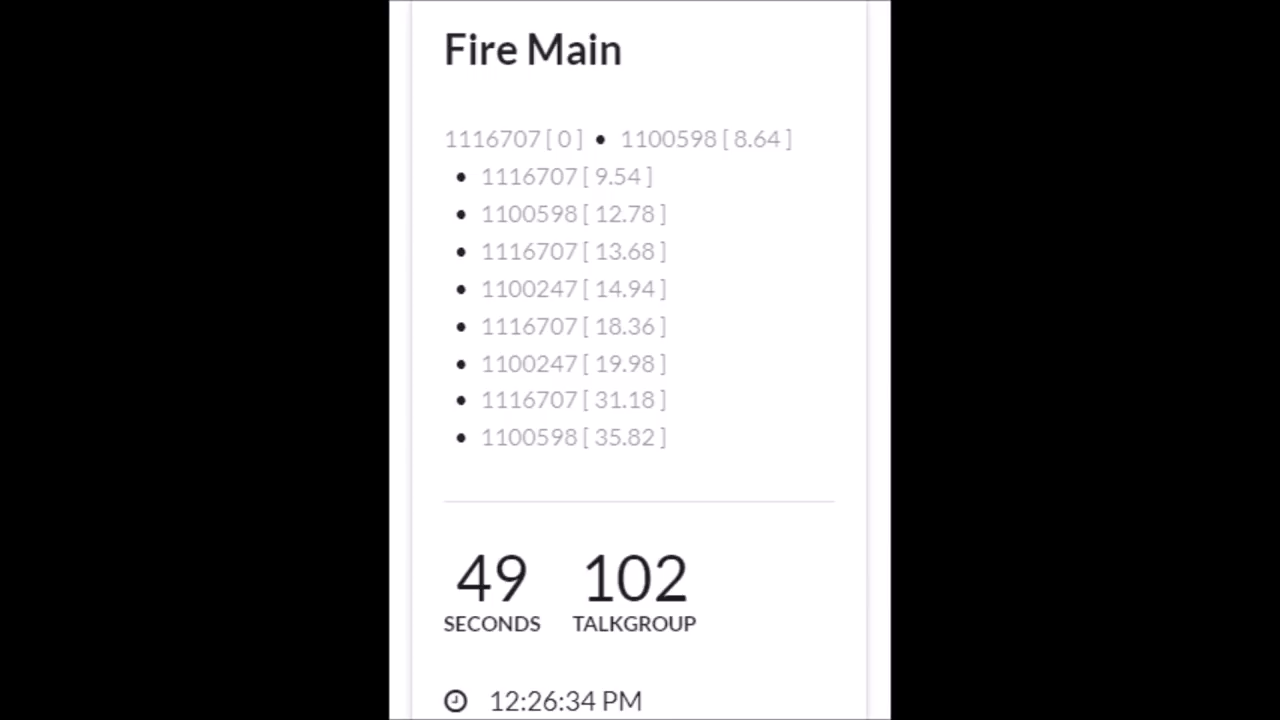 Fire Main
1116707 [ 0 ] • 1100598 [ 8.64 ]
• 1116707 [ 9.54 ]
• 1100598 [ 12.78 ]
• 1116707 [ 13.68 ]
• 1100247 [ 14.94 ]
• 1116707 [ 18.36 ]
• 1100247 [ 19.98 ]
• 1116707 [ 31.18 ]
• 1100598 [ 35.82 ]
49 102
SECONDS TALKGROUP
12:26:34 PM